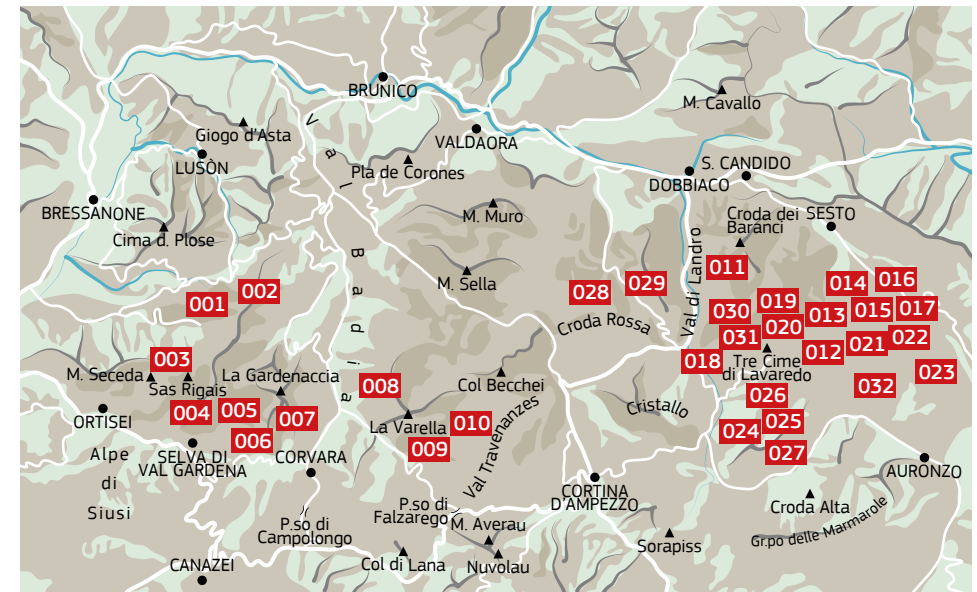 BRUNICO
M. Cavallo
Giogo d'Asta
VALDAORA
LUSÒN
Pla de Corones
S. CANDIDO
DOBBIACO
BRESSANONE
Val Badia
M. Muro
Croda dei
Baranci
SESTO
Cima d. Plose
M. Sella
Val di Landro
011
001
002
028
029
014
016
019
030
013
015
017
Croda Rossa
020
031
022
021
012
003
018
Tre Cime
di Lavaredo
023
M. Seceda
Sas Rigais
La Gardenaccia
008
Col Becchei
032
026
004
005
007
La Varella
010
Cristallo
025
024
ORTISEI
006
009
Val Travenanzes
027
SELVA DI
VAL GARDENA
CORVARA
AURONZO
Alpe
di
Siusi
CORTINA
D'AMPEZZO
Croda Alta
P.so di
Falzarego
P.so di
Campolongo
M. Averau
Gr.po delle Marmarole
Sorapiss
CANAZEI
Col di Lana
Nuvolau